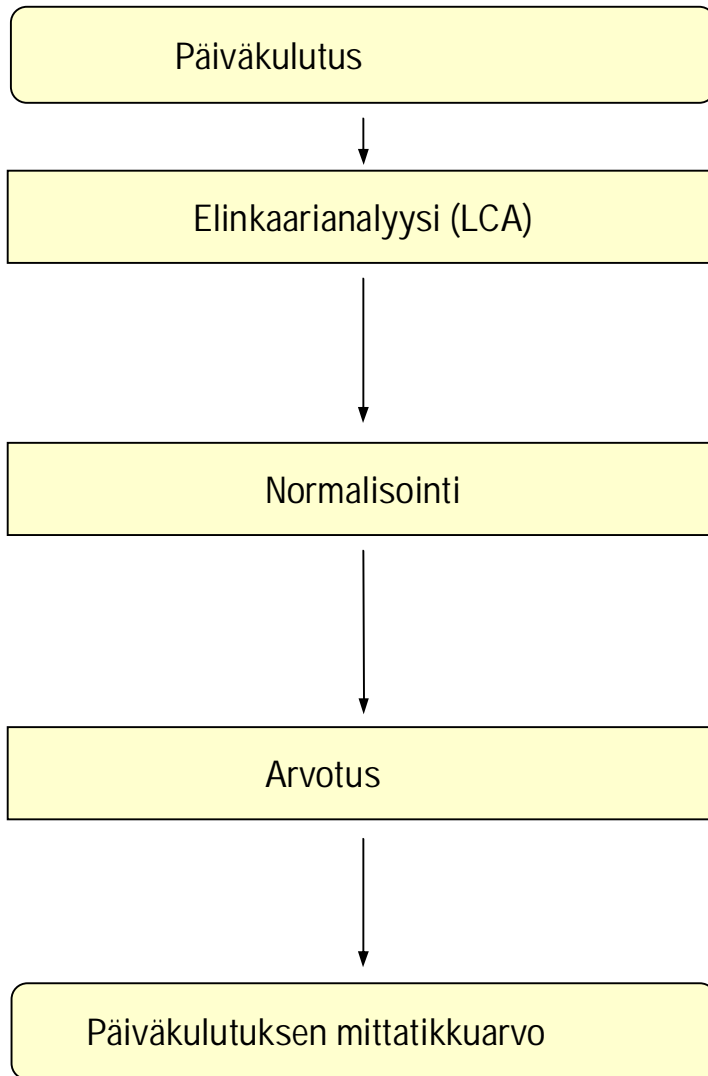 Päiväkulutus
Elinkaarianalyysi (LCA)
Normalisointi
Arvotus
Päiväkulutuksen mittatikkuarvo